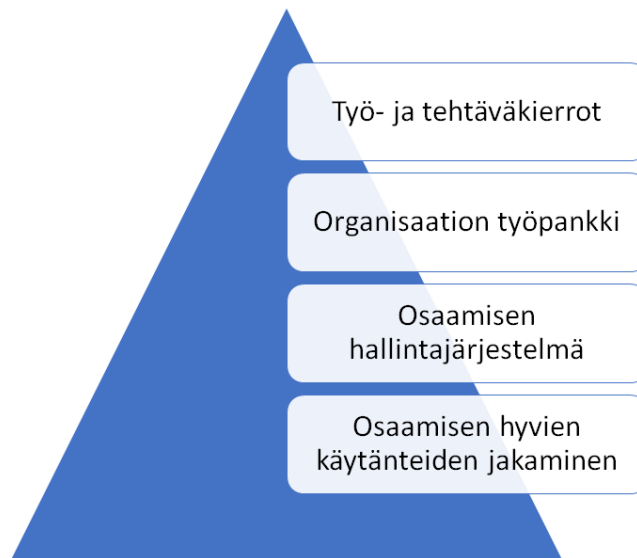 Työ- ja tehtäväkierrot
Organisaation työpankki
Osaamisen
hallintajärjestelmä
Osaamisen hyvien
käytänteiden jakaminen